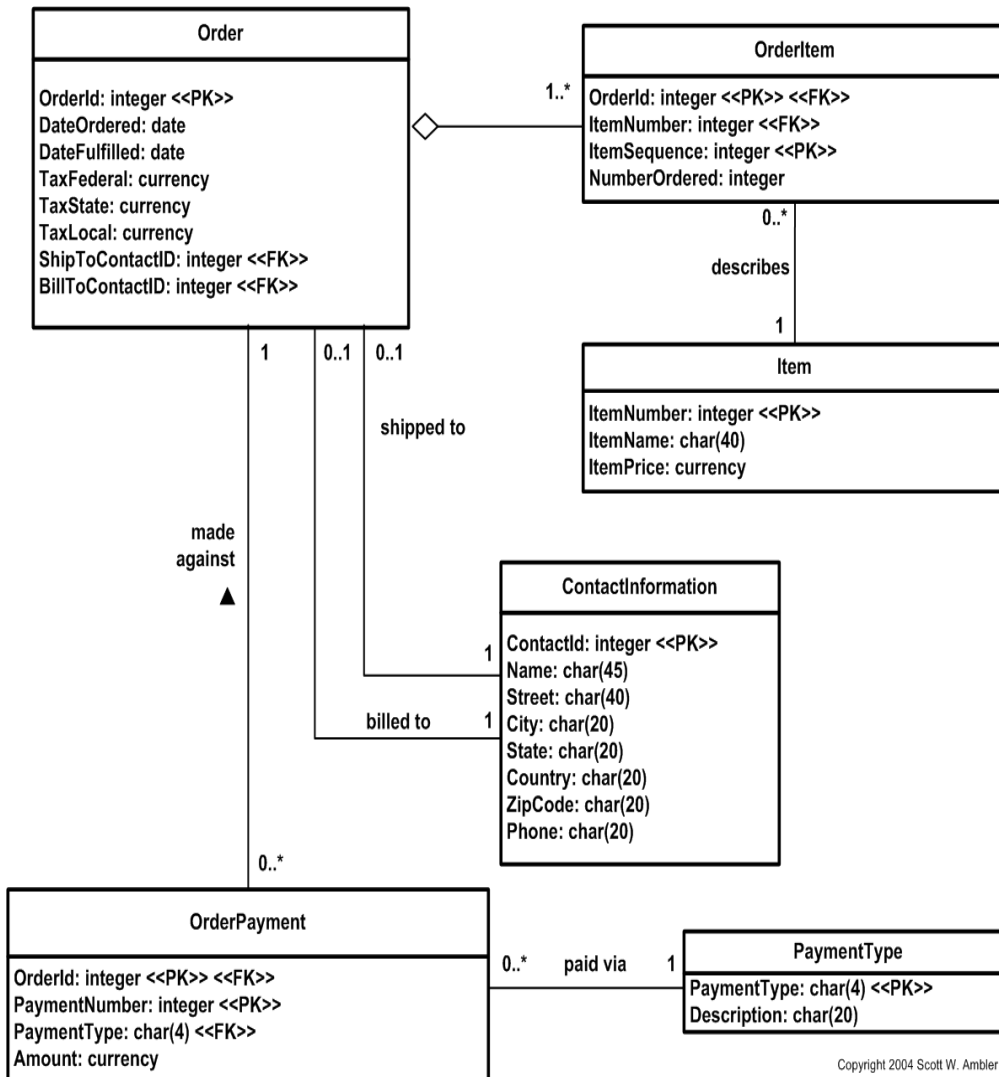 Order
OrderId: integer <<PK>>
DateOrdered: date
DateFulfilled: date
TaxFederal: currency
TaxState: currency
TaxLocal: currency
ShipToContactID: integer <<FK>>
BillToContactID: integer <<FK>>
1..*
OrderItem
OrderId: integer <<PK>> <<FK>>
ItemNumber: integer <<FK>>
ItemSequence: integer <<PK>>
NumberOrdered: integer
0..*
describes
1
Item
ItemNumber: integer <<PK>>
ItemName: char(40)
ItemPrice: currency
1
0..1
0..1
shipped to
made
against
1
billed to
1
ContactInformation
ContactId: integer <<PK>>
Name: char(45)
Street: char(40)
City: char(20)
State: char(20)
Country: char(20)
ZipCode: char(20)
Phone: char(20)
0..*
OrderPayment
OrderId: integer <<PK>> <<FK>>
PaymentNumber: integer <<PK>>
PaymentType: char(4) <<FK>>
Amount: currency
0..*
paid via
1
PaymentType
PaymentType: char(4) <<PK>>
Description: char(20)
Copyright 2004 Scott W. Ambler